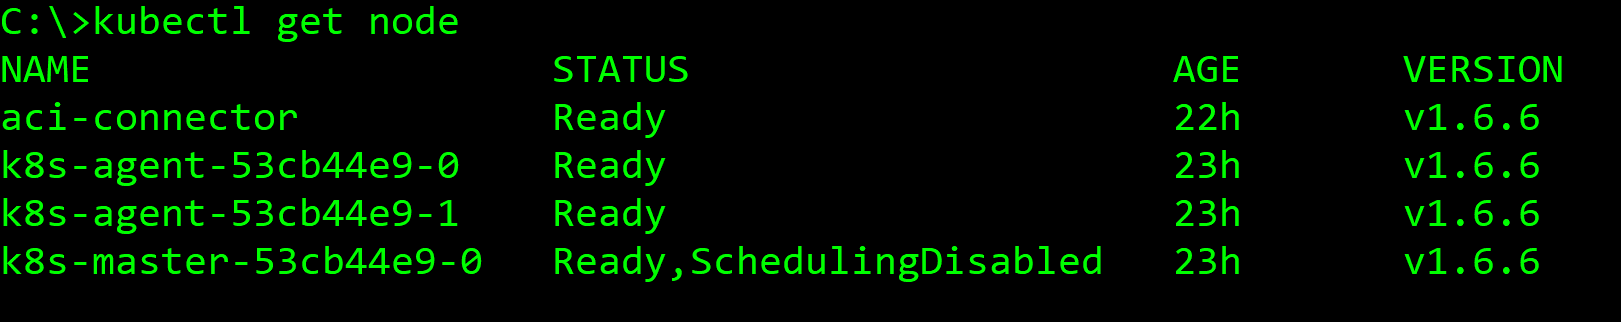 C:\>kubectl get node
NAME STATUS AGE VERSION
aci-connector Ready 22h v1.6.6
k8s-agent-53cb44e9-0 Ready 23h v1.6.6
k8s-agent-53cb44e9-1 Ready 23h v1.6.6
k8s-master-53cb44e9-0 Ready,SchedulingDisabled 23h v1.6.6